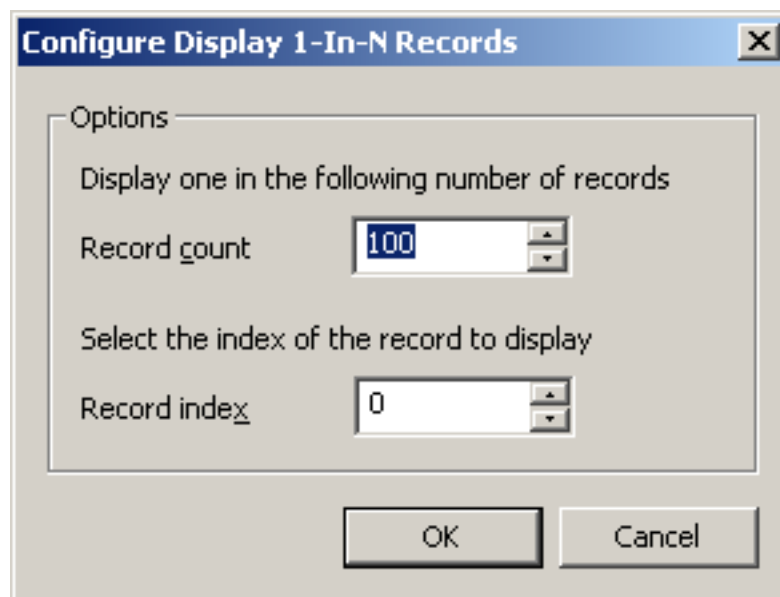 Configure Display 1-In-N Records
Options
Display one in the following number of records
Record count
100
Select the index of the record to display
Record index
0
OK
Cancel